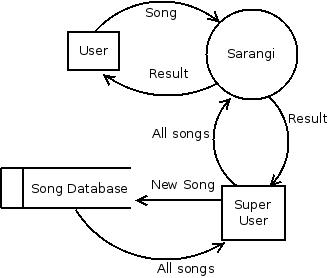 Song
User
Sarangi
Result
Result
All songs
New Song
Song Database
Super
User
All songs